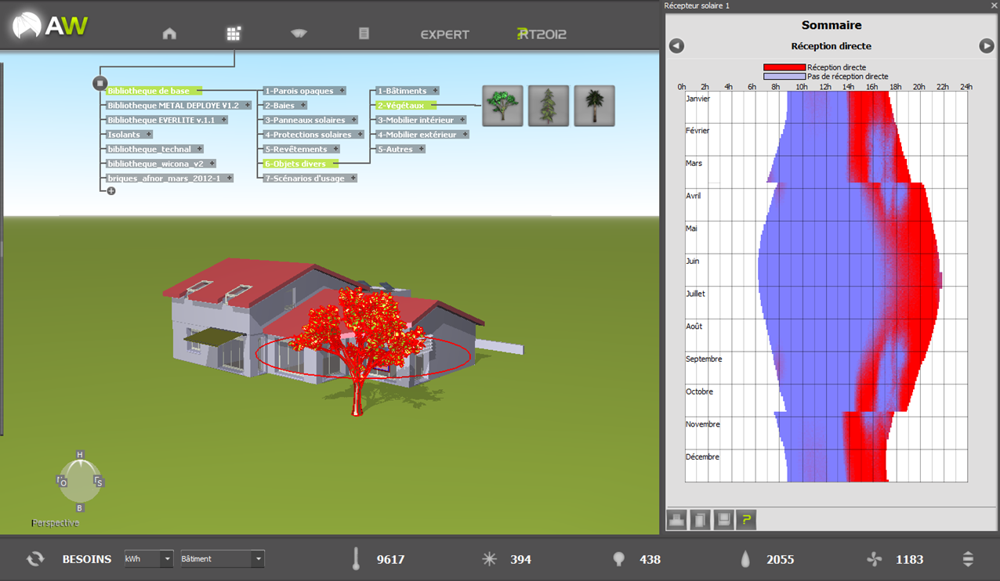 Récepteur solaire 1
AW
EXPERT
?RT2012
Sommaire
Réception directe
Réception directe
Pas de réception directe
0h 2h 4h 6h 8h 10h 12h 14h 16h 18h 20h 22h 24h
Janvier
Février
Mars
Avril
Mai
Juin
Juillet
Août
Septembre
Octobre
Novembre
Décembre
Bibliotheque de base
Bibliotheque METAL DEPLOYE V1.2 +
Bibliotheque EVERLITE v.1.1 +
Isolants +
bibliotheque_technal +
bibliotheque_wicona_v2 +
briques_afnor_mars_2012-1 +
1-Parois opaques +
2-Baies +
3-Panneaux solaires +
4-Protections solaires +
5-Revêtements +
6-Objets divers
7-Scénarios d'usage +
1-Bâtiments +
2-Végétaux
3-Mobilier intérieur +
4-Mobilier extérieur +
5-Autres +
H
O
S
B
Perspective
?
BESOINS
kWh
Bâtiment
9617
394
438
2055
1183